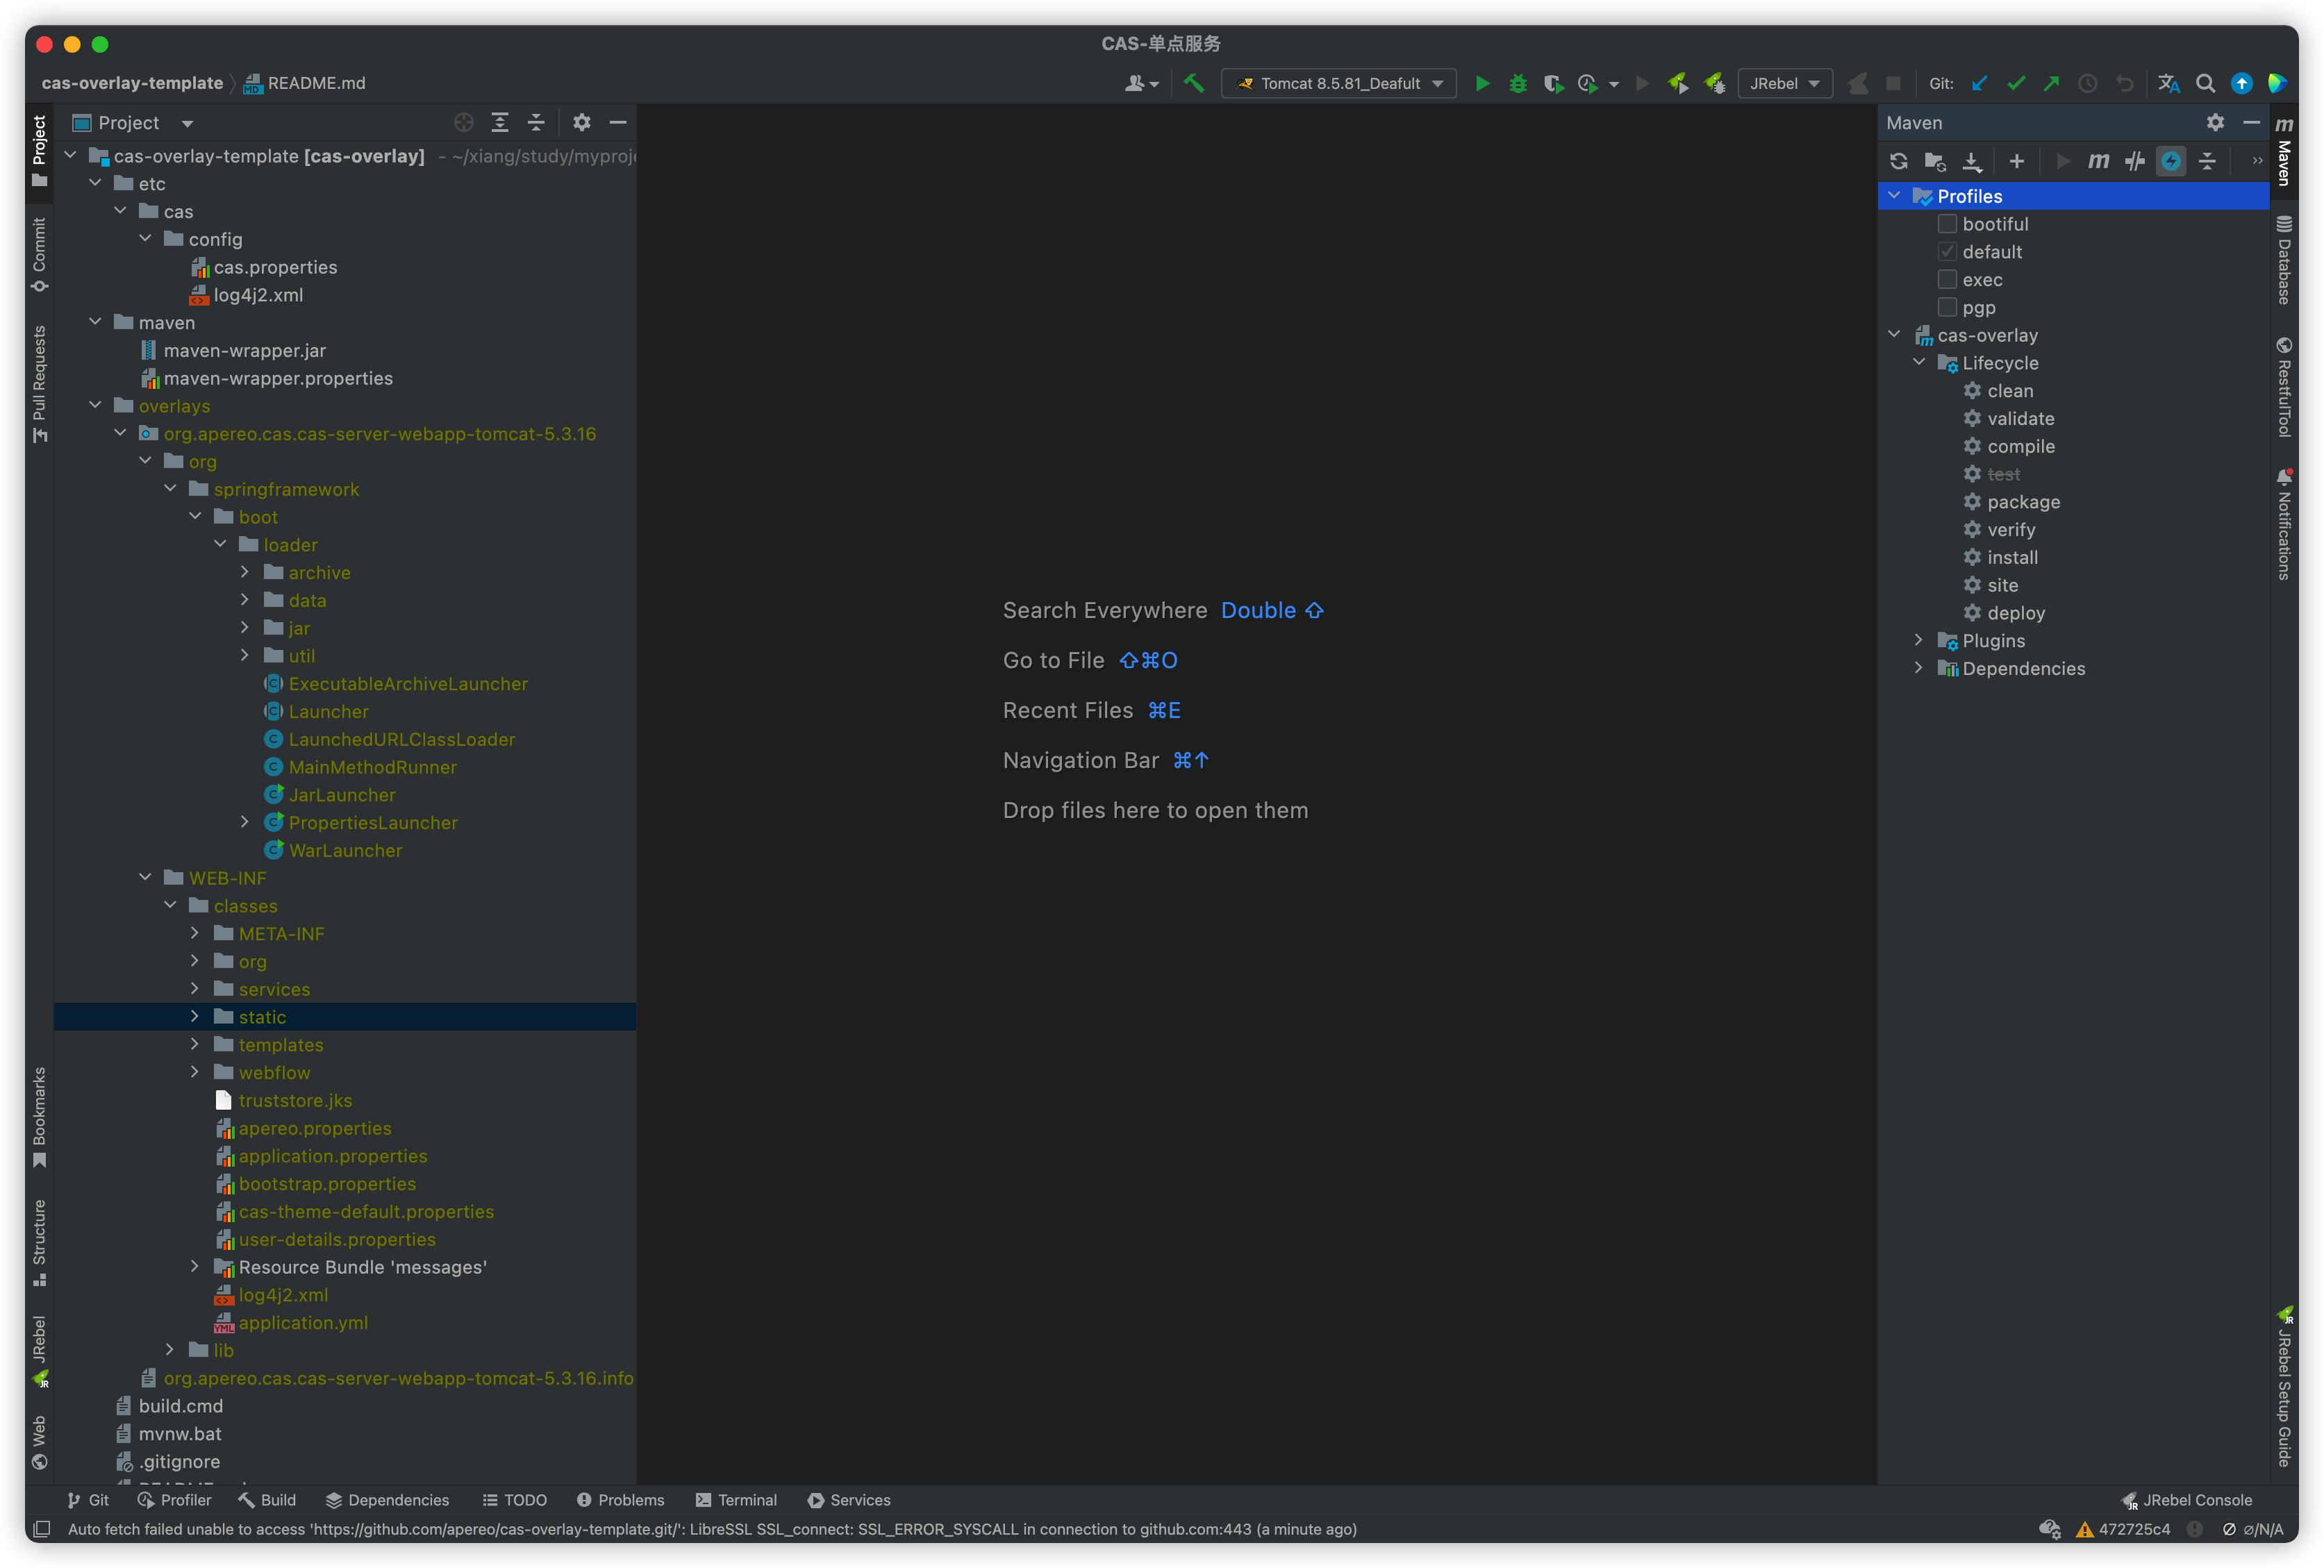 CAS-单点服务
cas-overlay-template
README.md
Tomcat 8.5.81_Deafult
JRebel
Git:
Project
cas-overlay-template [cas-overlay] - ~/xiang/study/myproje
etc
cas
config
cas.properties
log4j2.xml
maven
maven-wrapper.jar
maven-wrapper.properties
overlays
org.apereo.cas.cas-server-webapp-tomcat-5.3.16
org
springframework
boot
loader
archive
data
jar
util
ExecutableArchiveLauncher
Launcher
LaunchedURLClassLoader
MainMethodRunner
JarLauncher
PropertiesLauncher
WarLauncher
WEB-INF
classes
META-INF
org
services
static
templates
webflow
truststore.jks
apereo.properties
application.properties
bootstrap.properties
cas-theme-default.properties
user-details.properties
Resource Bundle 'messages'
log4j2.xml
application.yml
lib
org.apereo.cas.cas-server-webapp-tomcat-5.3.16.info
build.cmd
mvnw.bat
.gitignore
Project
Commit
Pull Requests
Bookmarks
Structure
JRebel
Web
Search Everywhere Double ⇧
Go to File ⇧⌘O
Recent Files ⌘E
Navigation Bar ⌘↑
Drop files here to open them
Maven
Profiles
bootiful
default
exec
pgp
cas-overlay
Lifecycle
clean
validate
compile
test
package
verify
install
site
deploy
Plugins
Dependencies
Maven
Database
RestfulTool
Notifications
JRebel Setup Guide
Git
Profiler
Build
Dependencies
TODO
Problems
Terminal
Services
JRebel Console
Auto fetch failed unable to access 'https://github.com/apereo/cas-overlay-template.git/': LibreSSL SSL_connect: SSL_ERROR_SYSCALL in connection to github.com:443 (a minute ago)
472725c4
∅/N/A